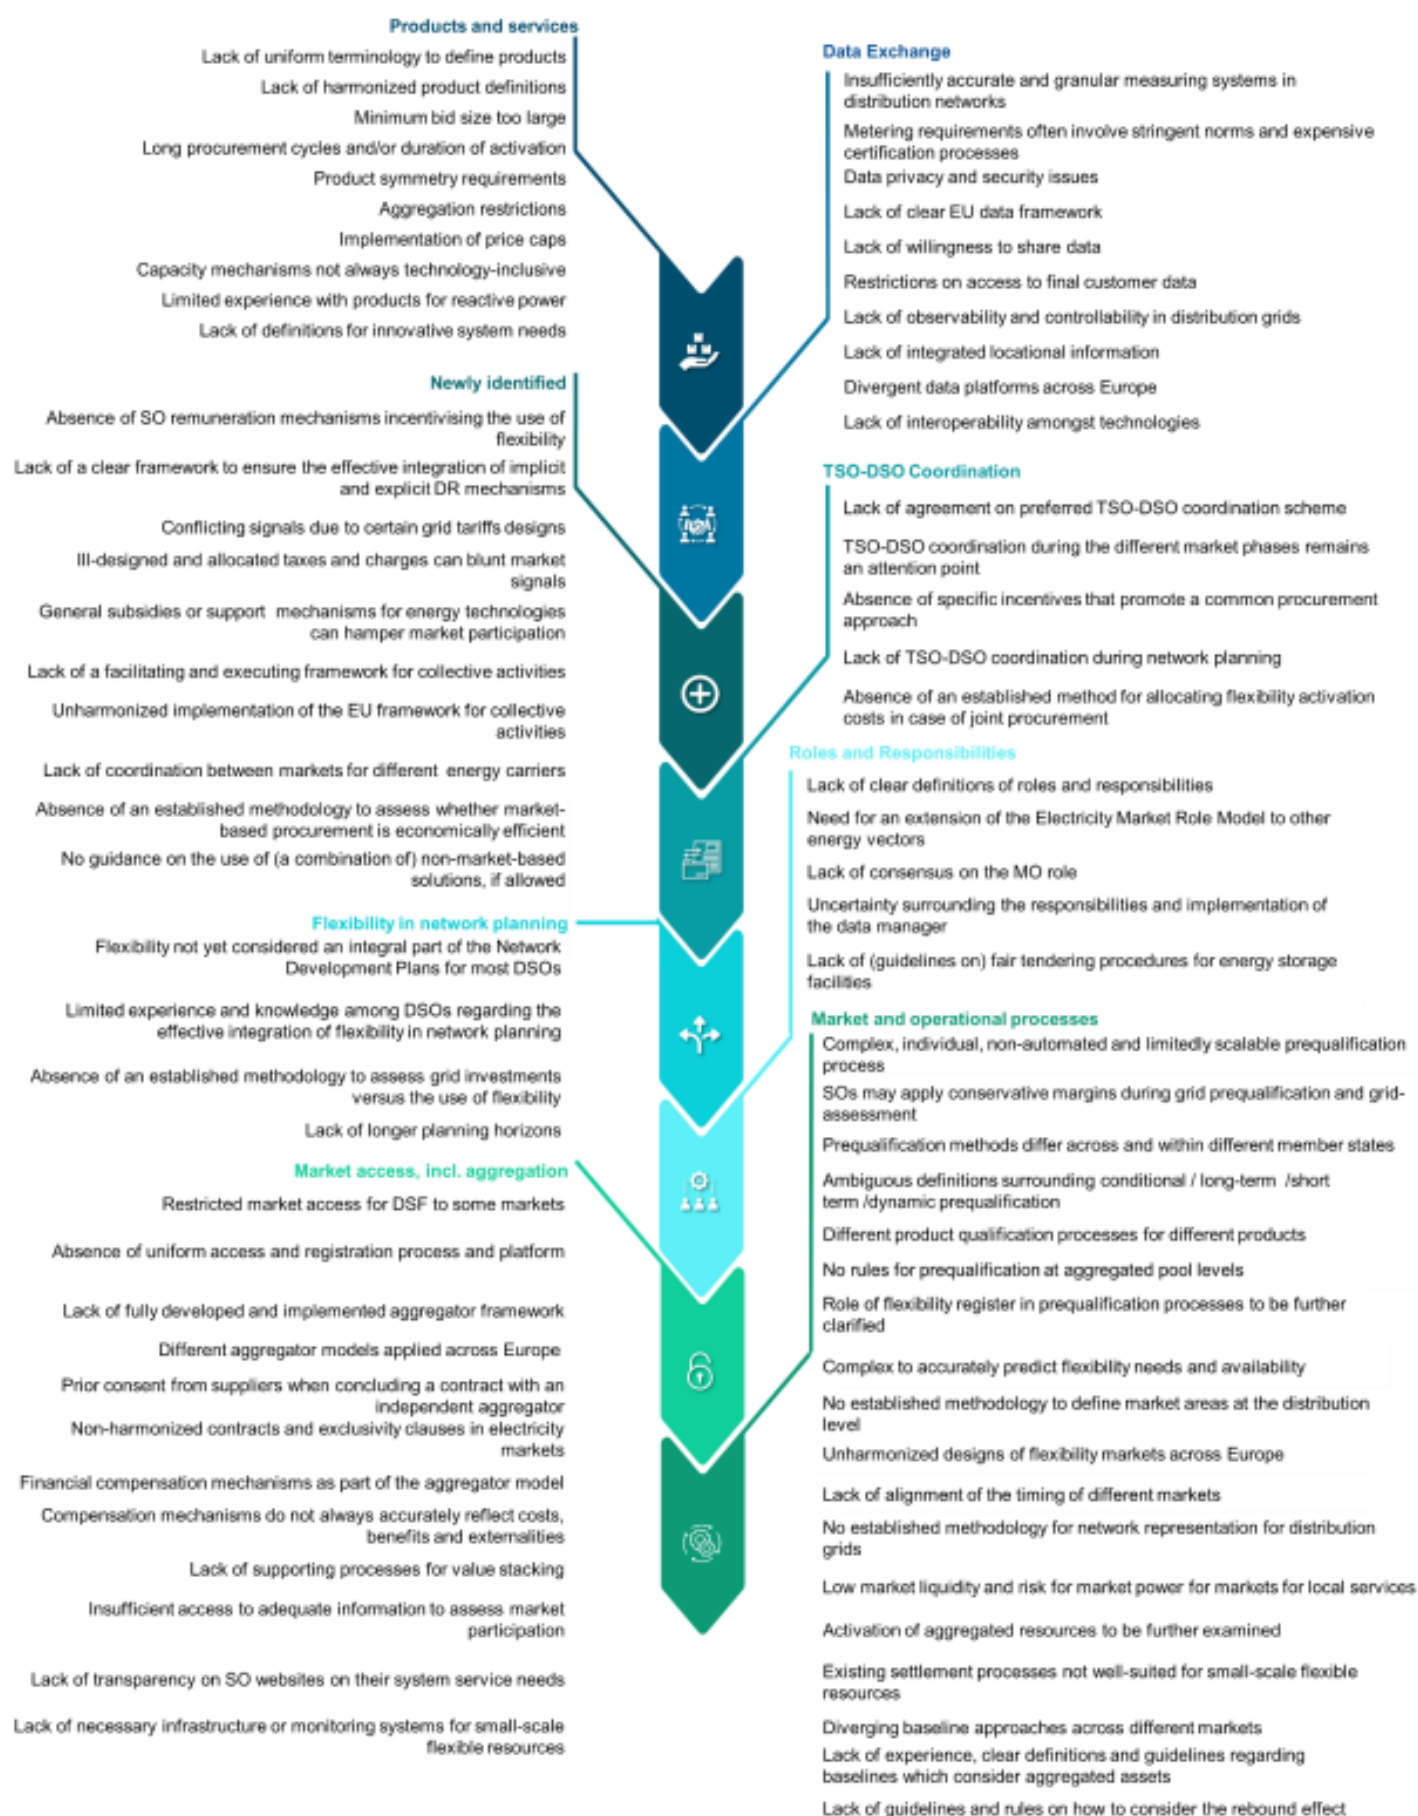 Products and services
Lack of uniform terminology to define products
Lack of harmonized product definitions
Minimum bid size too large
Long procurement cycles and/or duration of activation
Product symmetry requirements
Aggregation restrictions
Implementation of price caps
Capacity mechanisms not always technology-inclusive
Limited experience with products for reactive power
Lack of definitions for innovative system needs
Newly identified
Absence of SO remuneration mechanisms incentivising the use of
flexibility
Lack of a clear framework to ensure the effective integration of implicit
and explicit DR mechanisms
Conflicting signals due to certain grid tariffs designs
Ill-designed and allocated taxes and charges can blunt market
signals
General subsidies or support mechanisms for energy technologies
can hamper market participation
Lack of a facilitating and executing framework for collective activities
Unharmonized implementation of the EU framework for collective
activities
Lack of coordination between markets for different energy carriers
Absence of an established methodology to assess whether market-
based procurement is economically efficient
No guidance on the use of (a combination of) non-market-based
solutions, if allowed
Flexibility in network planning
Flexibility not yet considered an integral part of the Network
Development Plans for most DSOs
Limited experience and knowledge among DSOs regarding the
effective integration of flexibility in network planning
Absence of an established methodology to assess grid investments
versus the use of flexibility
Lack of longer planning horizons
Market access, incl. aggregation
Restricted market access for DSF to some markets
Absence of uniform access and registration process and platform
Lack of fully developed and implemented aggregator framework
Different aggregator models applied across Europe
Prior consent from suppliers when concluding a contract with an
independent aggregator
Non-harmonized contracts and exclusivity clauses in electricity
markets
Financial compensation mechanisms as part of the aggregator model
Compensation mechanisms do not always accurately reflect costs,
benefits and externalities
Lack of supporting processes for value stacking
Insufficient access to adequate information to assess market
participation
Lack of transparency on SO websites on their system service needs
Lack of necessary infrastructure or monitoring systems for small-scale
flexible resources
Data Exchange
Insufficiently accurate and granular measuring systems in
distribution networks
Metering requirements often involve stringent norms and expensive
certification processes
Data privacy and security issues
Lack of clear EU data framework
Lack of willingness to share data
Restrictions on access to final customer data
Lack of observability and controllability in distribution grids
Lack of integrated locational information
Divergent data platforms across Europe
Lack of interoperability amongst technologies
TSO-DSO Coordination
Lack of agreement on preferred TSO-DSO coordination scheme
TSO-DSO coordination during the different market phases remains
an attention point
Absence of specific incentives that promote a common procurement
approach
Lack of TSO-DSO coordination during network planning
Absence of an established method for allocating flexibility activation
costs in case of joint procurement
Roles and Responsibilities
Lack of clear definitions of roles and responsibilities
Need for an extension of the Electricity Market Role Model to other
energy vectors
Lack of consensus on the MO role
Uncertainty surrounding the responsibilities and implementation of
the data manager
Lack of (guidelines on) fair tendering procedures for energy storage
facilities
Market and operational processes
Complex, individual, non-automated and limitedly scalable prequalification
process
SOs may apply conservative margins during grid prequalification and grid-
assessment
Prequalification methods differ across and within different member states
Ambiguous definitions surrounding conditional / long-term /short
term /dynamic prequalification
Different product qualification processes for different products
No rules for prequalification at aggregated pool levels
Role of flexibility register in prequalification processes to be further
clarified
Complex to accurately predict flexibility needs and availability
No established methodology to define market areas at the distribution
level
Unharmonized designs of flexibility markets across Europe
Lack of alignment of the timing of different markets
No established methodology for network representation for distribution
grids
Low market liquidity and risk for market power for markets for local services
Activation of aggregated resources to be further examined
Existing settlement processes not well-suited for small-scale flexible
resources
Diverging baseline approaches across different markets
Lack of experience, clear definitions and guidelines regarding
baselines which consider aggregated assets
Lack of guidelines and rules on how to consider the rebound effect